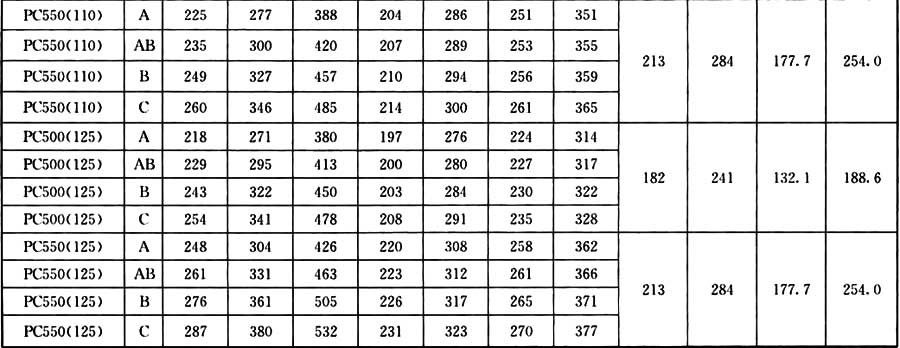 PC550(110) A 225 277 388 204 286 251 351
PC550(110) AB 235 300 420 207 289 253 355
213 284 177.7 254.0
PC550(110) B 249 327 457 210 294 256 359
PC550(110) C 260 346 485 214 300 261 365
PC500(125) A 218 271 380 197 276 224 314
PC500(125) AB 229 295 413 200 280 227 317
182 241 132.1 188.6
PC500(125) B 243 322 450 203 284 230 322
PC500(125) C 254 341 478 208 291 235 328
PC550(125) A 248 304 426 220 308 258 362
PC550(125) AB 261 331 463 223 312 261 366
213 284 177.7 254.0
PC550(125) B 276 361 505 226 317 265 371
PC550(125) C 287 380 532 231 323 270 377